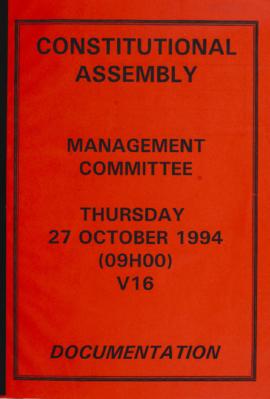 CONSTITUTIONAL
ASSEMBLY
MANAGEMENT
COMMITTEE
THURSDAY
27 OCTOBER 1994
(09H00)
V16
DOCUMENTATION